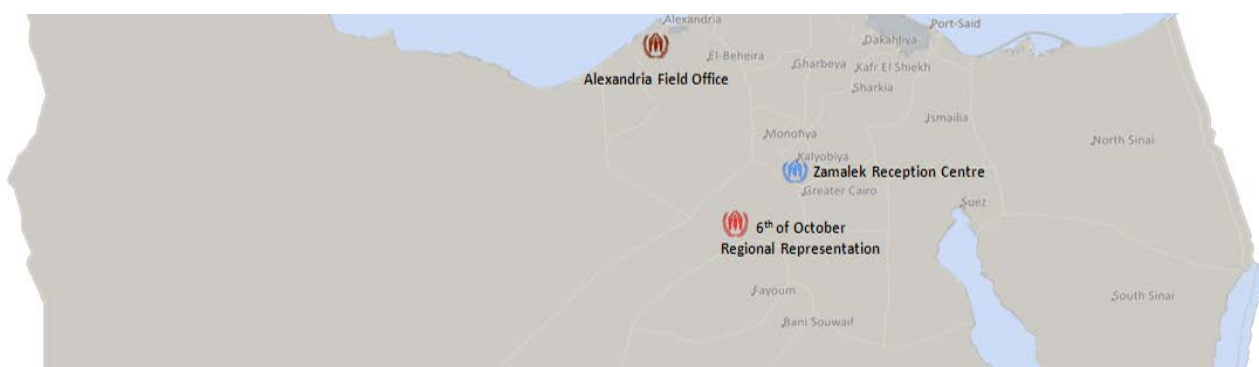 Alexandria
Port-Said
Dakahliya
El-Beheira
Gharbeya
Kafr El Shiekh
Alexandria Field Office
Sharkia
Ismailia
Monofiya
North Sinai
Kalyobiya
Zamalek Reception Centre
Greater Cairo
Suez
6th of October
Regional Representation
Fayoum
South Sinai
Bani Souwaif